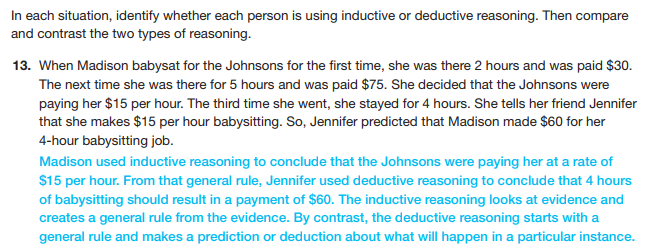 In each situation, identify whether each person is using inductive or deductive reasoning. Then compare
and contrast the two types of reasoning.
13. When Madison babysat for the Johnsons for the first time, she was there 2 hours and was paid $30.
The next time she was there for 5 hours and was paid $75. She decided that the Johnsons were
paying her $15 per hour. The third time she went, she stayed for 4 hours. She tells her friend Jennifer
that she makes $15 per hour babysitting. So, Jennifer predicted that Madison made $60 for her
4-hour babysitting job.
Madison used inductive reasoning to conclude that the Johnsons were paying her at a rate of
$15 per hour. From that general rule, Jennifer used deductive reasoning to conclude that 4 hours
of babysitting should result in a payment of $60. The inductive reasoning looks at evidence and
creates a general rule from the evidence. By contrast, the deductive reasoning starts with a
general rule and makes a prediction or deduction about what will happen in a particular instance.